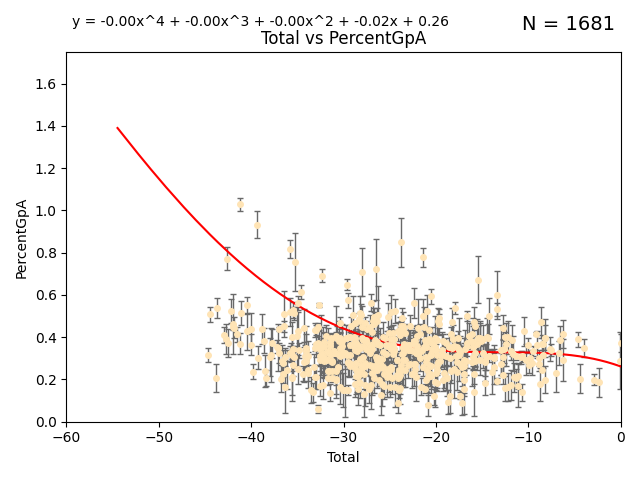 y = -0.00x^4 + -0.00x^3 + -0.00x^2 + -0.02x + 0.26
N = 1681
Total vs PercentGpA
PercentGpA
1.6
1.4
1.2
1.0
0.8
0.6
0.4
0.2
0.0
−60 −50 −40 −30 −20 −10 0
Total